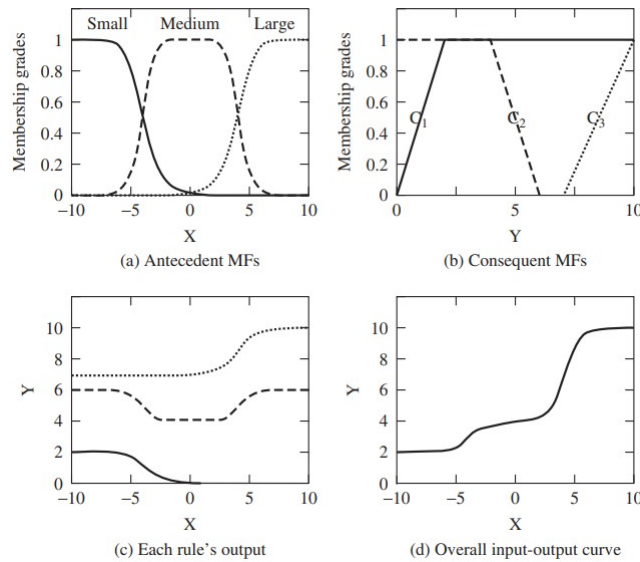 Small Medium Large
Membership grades
1
0.8
0.6
0.4
0.2
0
−10 −5 0 5 10
X
(a) Antecedent MFs
Membership grades
1
0.8
0.6
0.4
0.2
0
C1 C2 C3
0 5 10
Y
(b) Consequent MFs
Y
10
8
6
4
2
0
−10 −5 0 5 10
X
(c) Each rule's output
Y
10
8
6
4
2
0
−10 −5 0 5 10
X
(d) Overall input-output curve